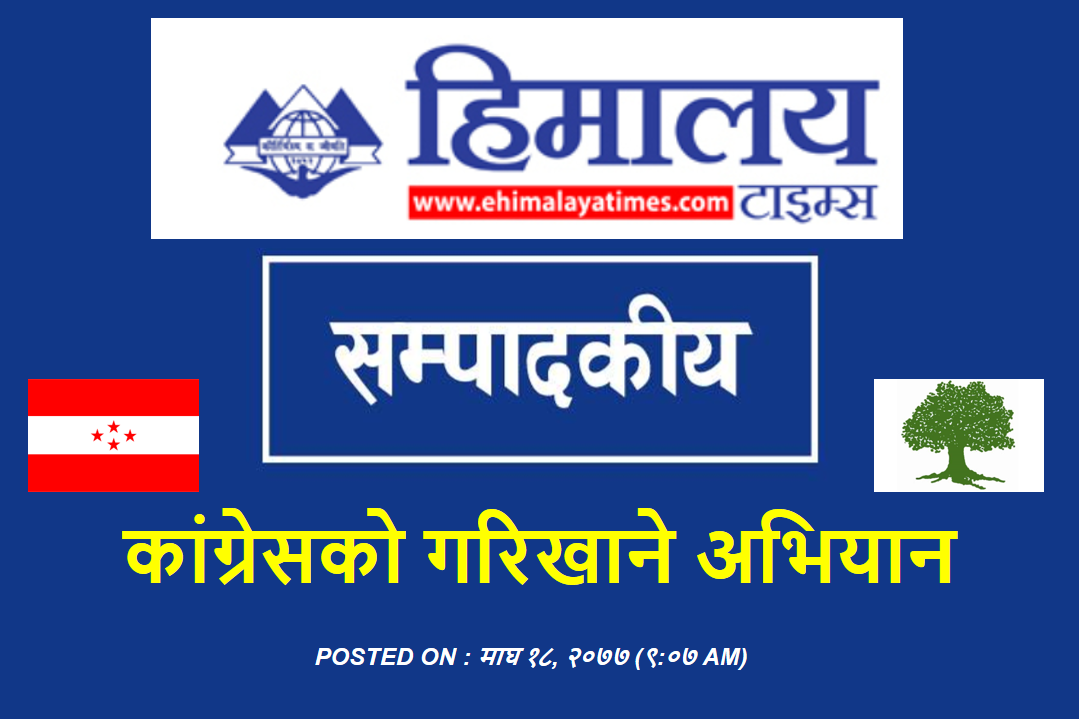 हिमालय
www.ehimalayatimes.com टाइम्स
सम्पादकीय
कांग्रेसको गरिखाने अभियान
POSTED ON : माघ १८, २०७७ (९:०७ AM)